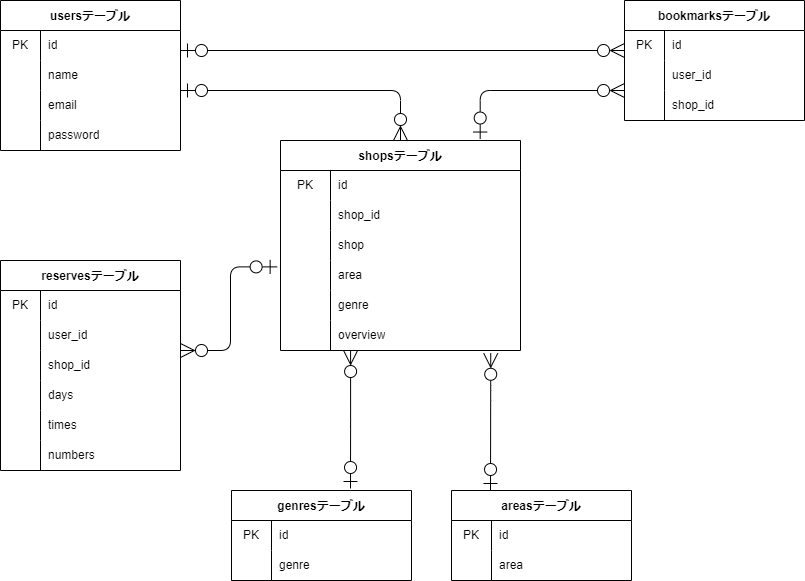 usersテーブル
PK id
name
email
password
bookmarksテーブル
PK id
user_id
shop_id
shopsテーブル
PK id
shop_id
shop
area
genre
overview
reservesテーブル
PK id
user_id
shop_id
days
times
numbers
genresテーブル
PK id
genre
areasテーブル
PK id
area